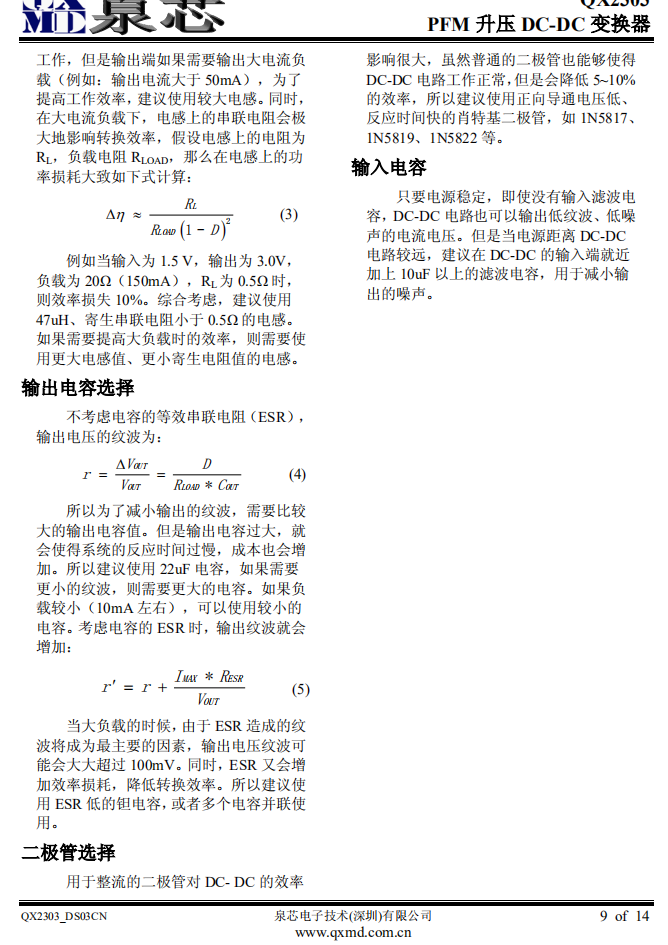 QXMD 泉芯
QX2303
PFM 升压 DC-DC 变换器
工作，但是输出端如果需要输出大电流负
载（例如：输出电流大于 50mA），为了
提高工作效率，建议使用较大电感。同时，
在大电流负载下，电感上的串联电阻会极
大地影响转换效率，假设电感上的电阻为
RL，负载电阻 RLOAD，那么在电感上的功
率损耗大致如下式计算：
Δη ≈ RL / (RLOAD (1 − D)²) (3)
例如当输入为 1.5 V，输出为 3.0V，
负载为 20Ω（150mA），RL 为 0.5Ω 时，
则效率损失 10%。综合考虑，建议使用
47uH、寄生串联电阻小于 0.5Ω 的电感。
如果需要提高大负载时的效率，则需要使
用更大电感值、更小寄生电阻值的电感。
输出电容选择
不考虑电容的等效串联电阻（ESR），
输出电压的纹波为：
r = ΔVOUT / VOUT = D / (RLOAD * COUT) (4)
所以为了减小输出的纹波，需要比较
大的输出电容值。但是输出电容过大，就
会使得系统的反应时间过慢，成本也会增
加。所以建议使用 22uF 电容，如果需要
更小的纹波，则需要更大的电容。如果负
载较小（10mA 左右），可以使用较小的
电容。考虑电容的 ESR 时，输出纹波就会
增加：
r′ = r + (IMAX * RESR) / VOUT (5)
当大负载的时候，由于 ESR 造成的纹
波将成为最主要的因素，输出电压纹波可
能会大大超过 100mV。同时，ESR 又会增
加效率损耗，降低转换效率。所以建议使
用 ESR 低的钽电容，或者多个电容并联使
用。
二极管选择
用于整流的二极管对 DC- DC 的效率
影响很大，虽然普通的二极管也能够使得
DC-DC 电路工作正常，但是会降低 5~10%
的效率，所以建议使用正向导通电压低、
反应时间快的肖特基二极管，如 1N5817、
1N5819、1N5822 等。
输入电容
只要电源稳定，即使没有输入滤波电
容，DC-DC 电路也可以输出低纹波、低噪
声的电流电压。但是当电源距离 DC-DC
电路较远，建议在 DC-DC 的输入端就近
加上 10uF 以上的滤波电容，用于减小输
出的噪声。
QX2303_DS03CN 泉芯电子技术(深圳)有限公司 9 of 14
www.qxmd.com.cn